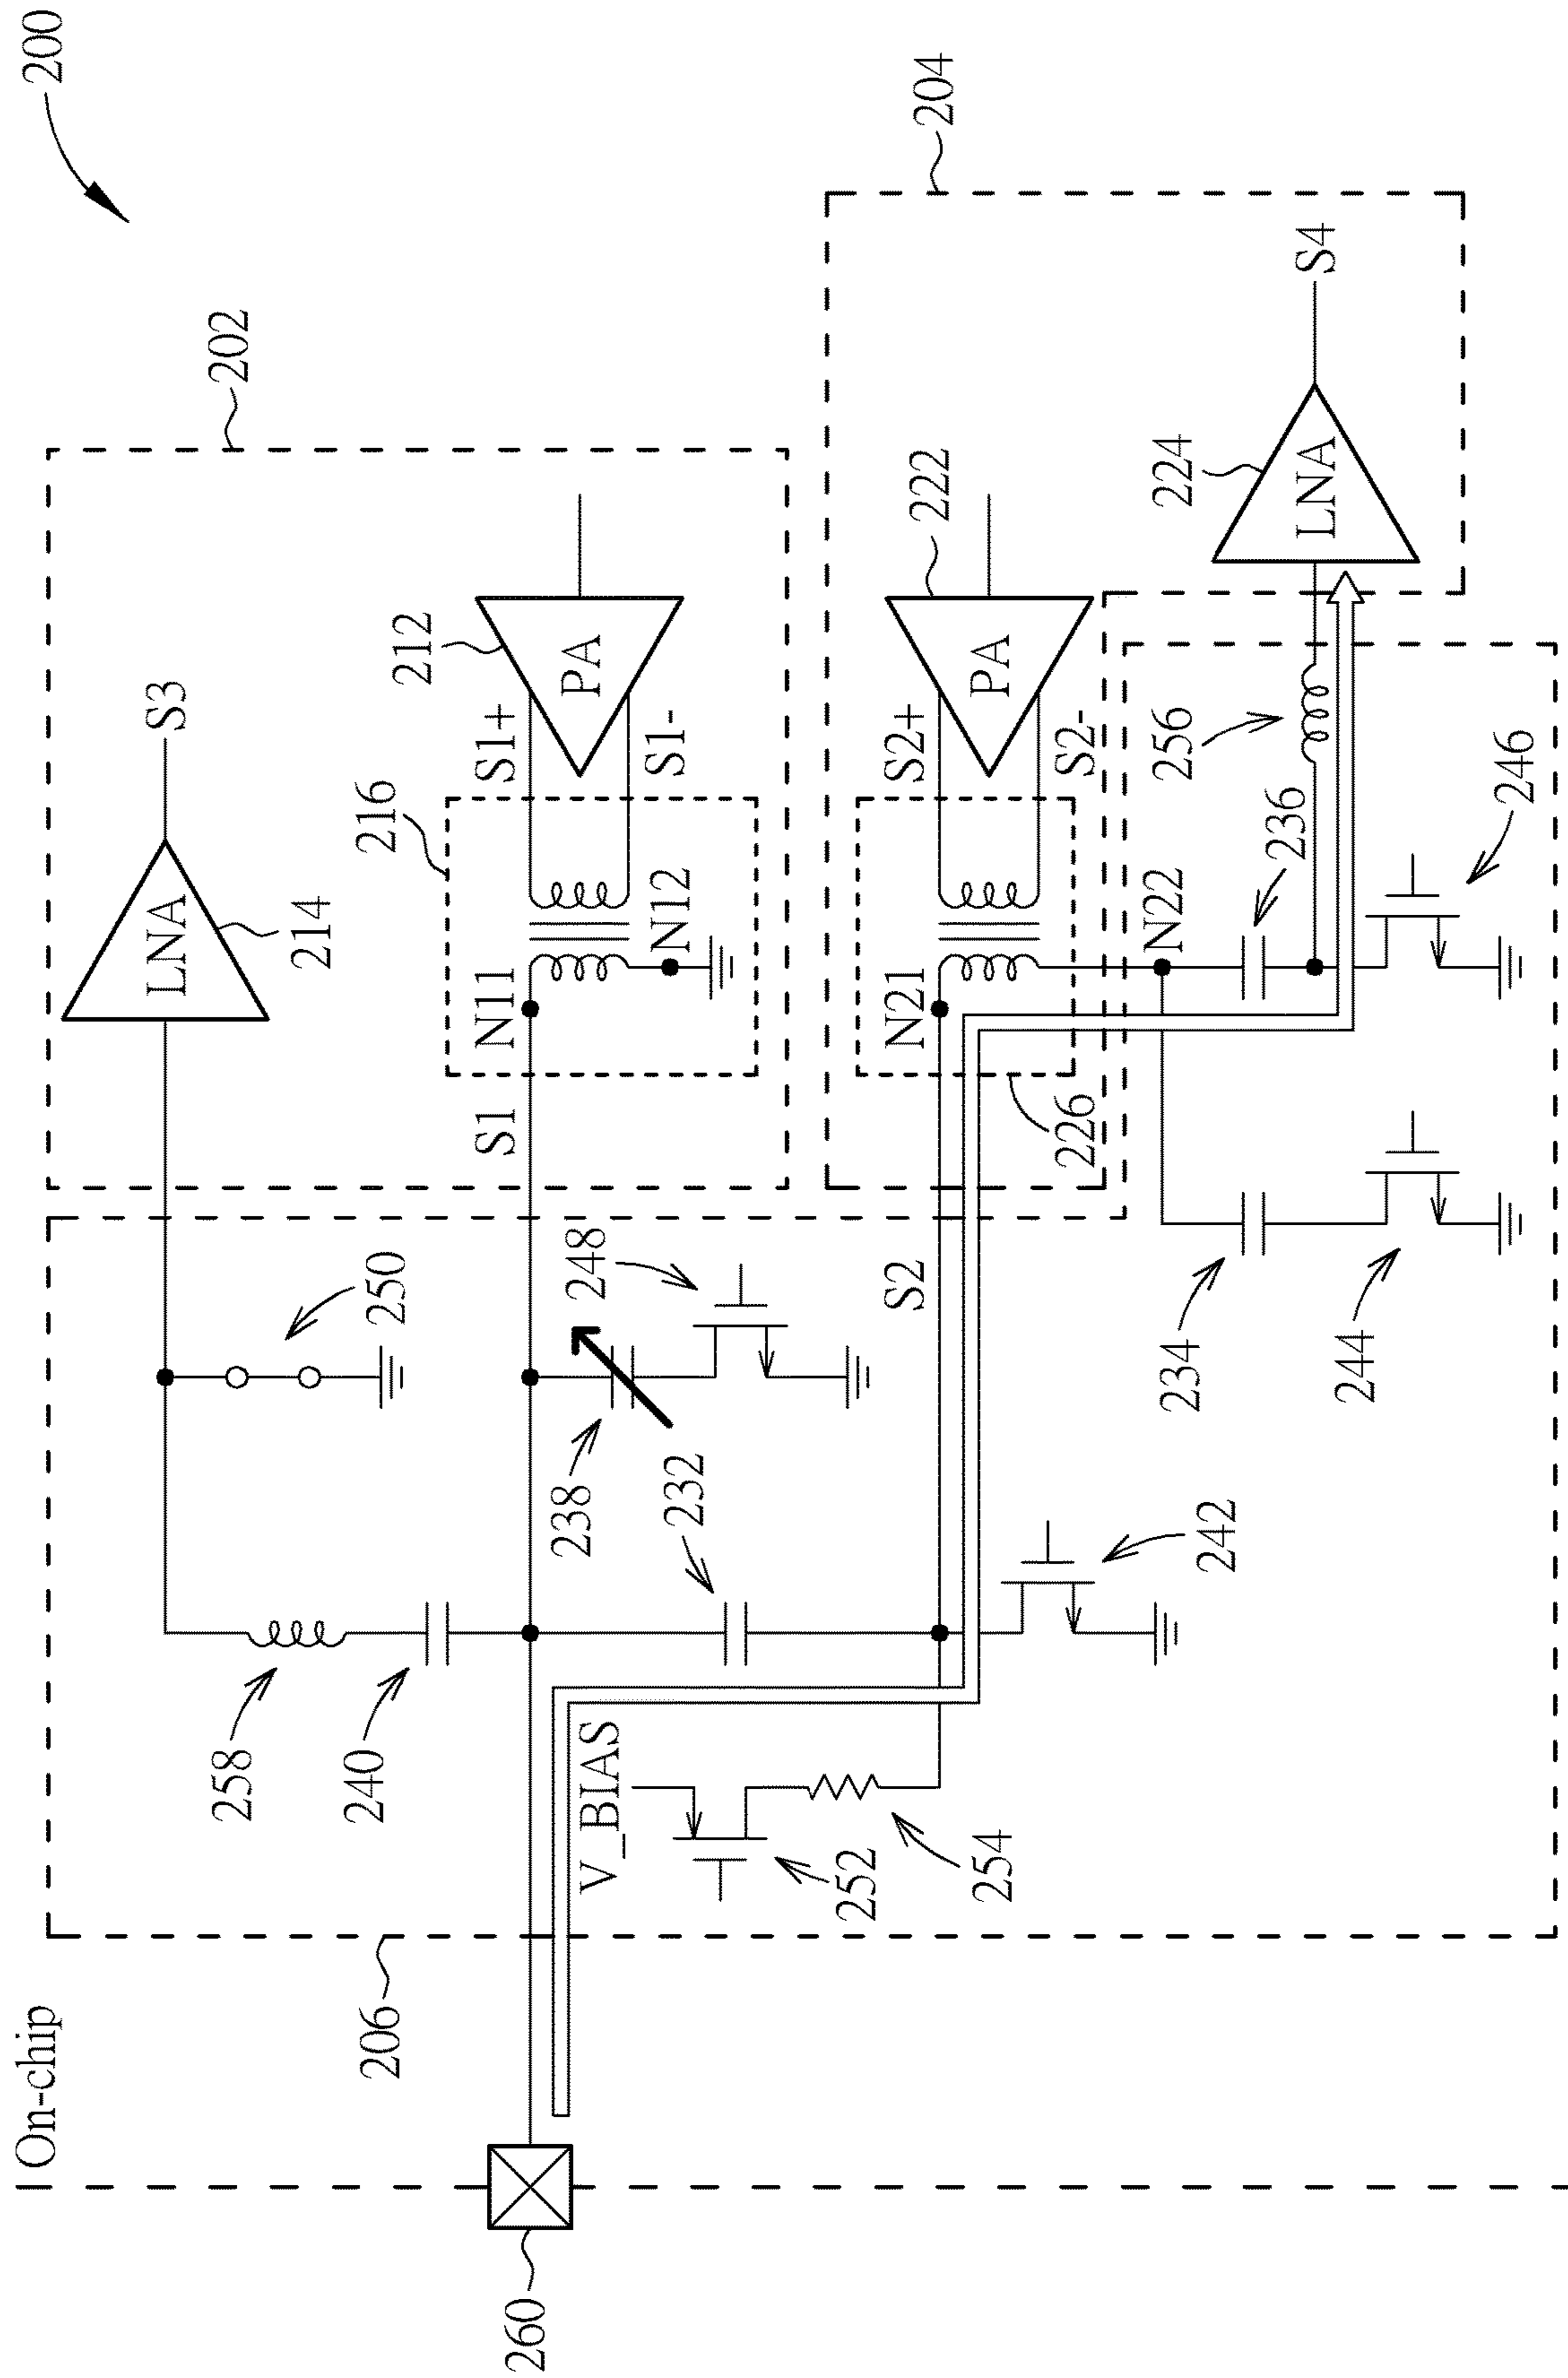 200
On-chip
206
260
202
204
258
240
250
LNA
214
S3
S1
N11
N12
216
S1+
S1-
PA
212
238
248
232
V_BIAS
252
254
242
S2
N21
226
S2+
S2-
PA
222
N22
234
244
236
246
256
LNA
224
S4